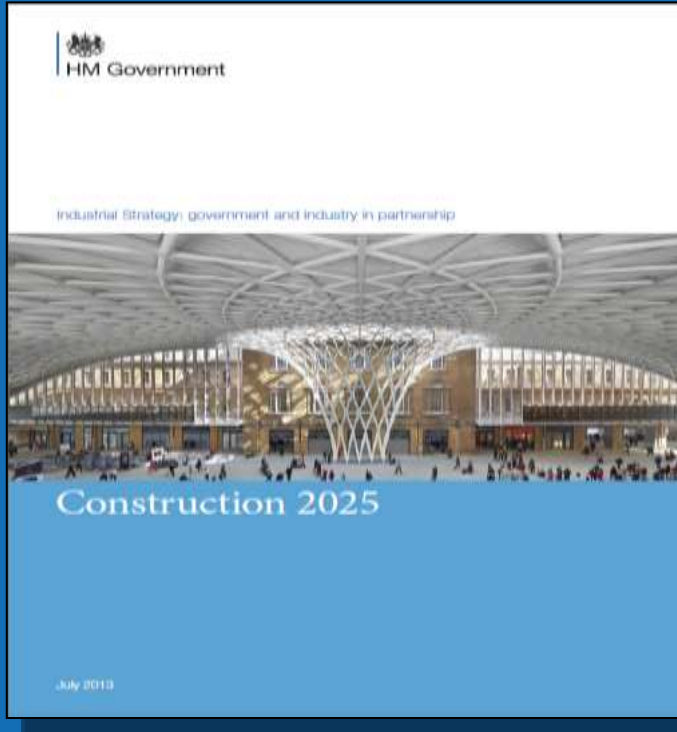 HM Government
Industrial Strategy: government and industry in partnership
Construction 2025
July 2013